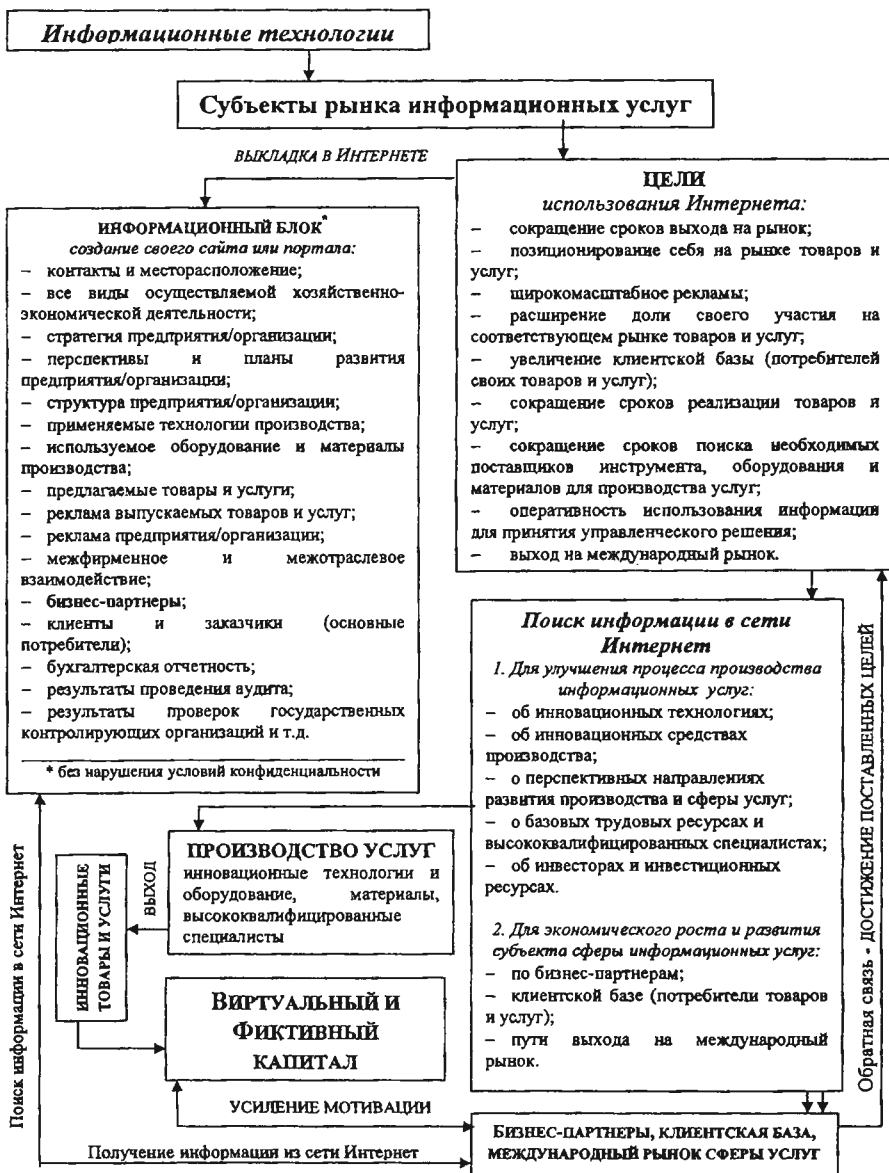 Информационные технологии
Субъекты рынка информационных услуг
ВЫКЛАДКА В ИНТЕРНЕТЕ
ИНФОРМАЦИОННЫЙ БЛОК*
создание своего сайта или портала:
– контакты и месторасположение;
– все виды осуществляемой хозяйственно-
экономической деятельности;
– стратегия предприятия/организации;
– перспективы и планы развития
предприятия/организации;
– структура предприятия/организации;
– применяемые технологии производства;
– используемое оборудование и материалы
производства;
– предлагаемые товары и услуги;
– реклама выпускаемых товаров и услуг;
– реклама предприятия/организации;
– межфирменное и межотраслевое
взаимодействие;
– бизнес-партнеры;
– клиенты и заказчики (основные
потребители);
– бухгалтерская отчетность;
– результаты проведения аудита;
– результаты проверок государственных
контролирующих организаций и т.д.
* без нарушения условий конфиденциальности
ЦЕЛИ
использования Интернета:
– сокращение сроков выхода на рынок;
– позиционирование себя на рынке товаров и
услуг;
– широкомасштабное рекламы;
– расширение доли своего участия на
соответствующем рынке товаров и услуг;
– увеличение клиентской базы (потребителей
своих товаров и услуг);
– сокращение сроков реализации товаров и
услуг;
– сокращение сроков поиска необходимых
поставщиков инструмента, оборудования и
материалов для производства услуг;
– оперативность использования информации
для принятия управленческого решения;
– выход на международный рынок.
Поиск информации в сети
Интернет
1. Для улучшения процесса производства
информационных услуг:
– об инновационных технологиях;
– об инновационных средствах
производства;
– о перспективных направлениях
развития производства и сферы услуг;
– о базовых трудовых ресурсах и
высококвалифицированных специалистах;
– об инвесторах и инвестиционных
ресурсах.
2. Для экономического роста и развития
субъекта сферы информационных услуг:
– по бизнес-партнерам;
– клиентской базе (потребители товаров
и услуг);
– пути выхода на международный
рынок.
Обратная связь - ДОСТИЖЕНИЕ ПОСТАВЛЕННЫХ ЦЕЛЕЙ
ПРОИЗВОДСТВО УСЛУГ
инновационные технологии и
оборудование, материалы,
высококвалифицированные
специалисты
ВЫХОД
ИННОВАЦИОННЫЕ
ТОВАРЫ И УСЛУГИ
Поиск информации в сети Интернет
ВИРТУАЛЬНЫЙ И
ФИКТИВНЫЙ
КАПИТАЛ
УСИЛЕНИЕ МОТИВАЦИИ
Получение информации из сети Интернет
БИЗНЕС-ПАРТНЕРЫ, КЛИЕНТСКАЯ БАЗА,
МЕЖДУНАРОДНЫЙ РЫНОК СФЕРЫ УСЛУГ